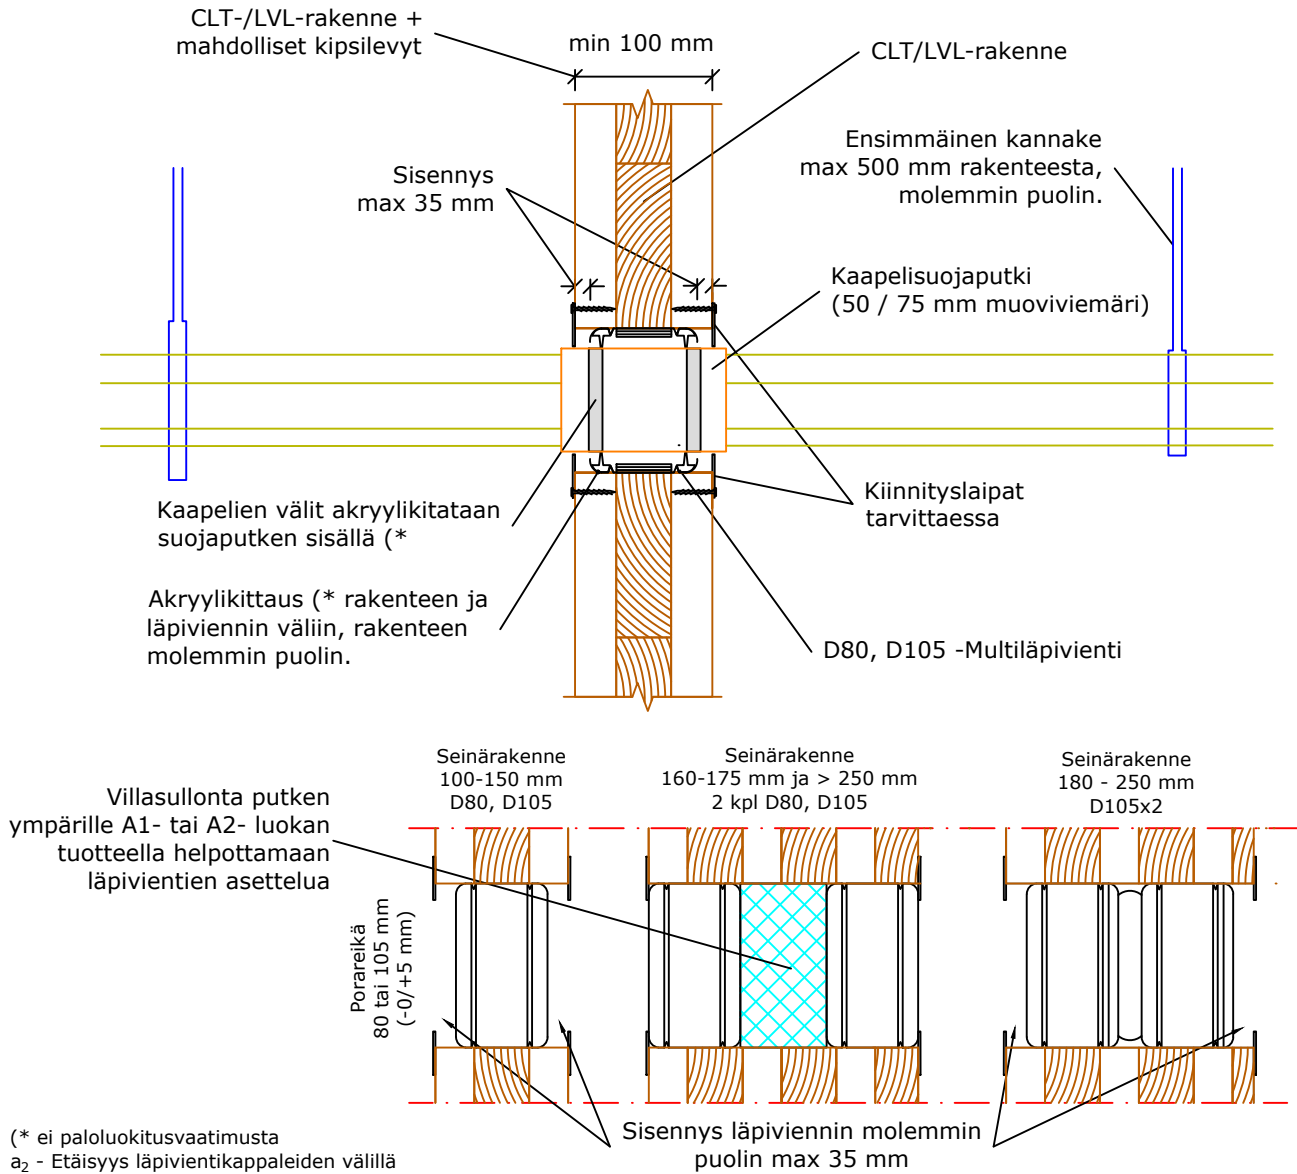 CLT-/LVL-rakenne +
mahdolliset kipsilevyt
min 100 mm
CLT/LVL-rakenne
Sisennys
max 35 mm
Ensimmäinen kannake
max 500 mm rakenteesta,
molemmin puolin.
Kaapelisuojaputki
(50 / 75 mm muoviviemäri)
Kaapelien välit akryylikitataan
suojaputken sisällä (*
Kiinnityslaipat
tarvittaessa
Akryylikittaus (* rakenteen ja
läpiviennin väliin, rakenteen
molemmin puolin.
D80, D105 -Multiläpivienti
Villasullonta putken
ympärille A1- tai A2- luokan
tuotteella helpottamaan
läpivientien asettelua
Seinärakenne
100-150 mm
D80, D105
Seinärakenne
160-175 mm ja > 250 mm
2 kpl D80, D105
Seinärakenne
180 - 250 mm
D105x2
Porareikä
80 tai 105 mm
(-0/+5 mm)
Sisennys läpiviennin molemmin
puolin max 35 mm
(* ei paloluokitusvaatimusta
a₂ - Etäisyys läpivientikappaleiden välillä